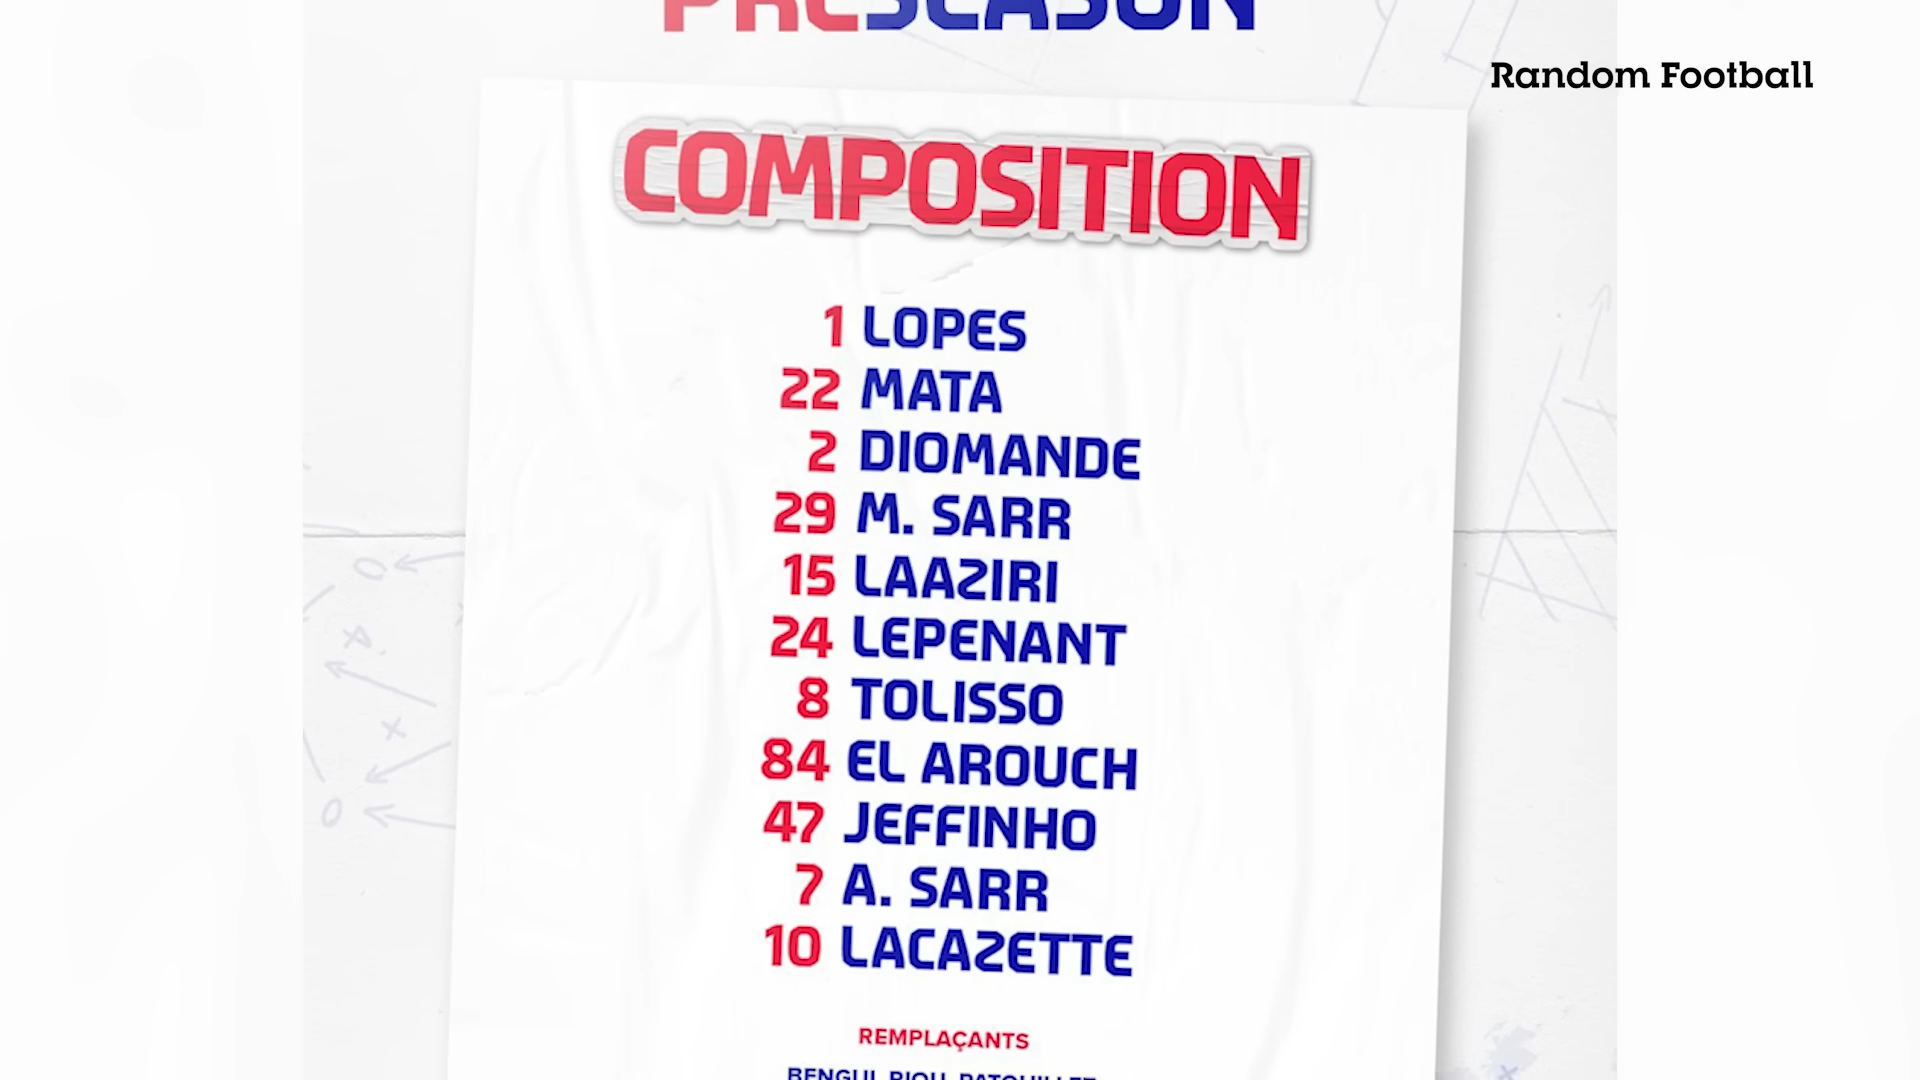 PRESEASON
Random Football
COMPOSITION
1 LOPES
22 MATA
2 DIOMANDE
29 M. SARR
15 LAAZIRI
24 LEPENANT
8 TOLISSO
84 EL AROUCH
47 JEFFINHO
7 A. SARR
10 LACAZETTE
REMPLAÇANTS